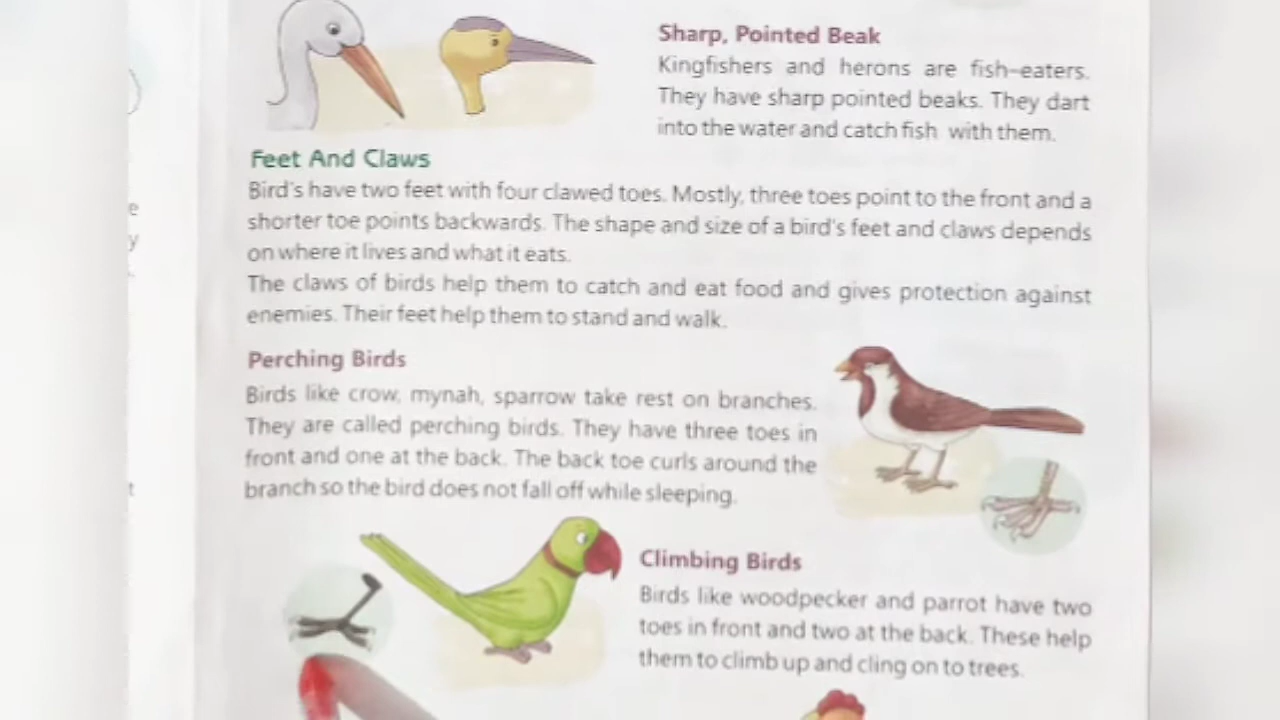 Sharp, Pointed Beak
Kingfishers and herons are fish-eaters.
They have sharp pointed beaks. They dart
into the water and catch fish with them.
Feet And Claws
Bird's have two feet with four clawed toes. Mostly, three toes point to the front and a
shorter toe points backwards. The shape and size of a bird's feet and claws depends
on where it lives and what it eats.
The claws of birds help them to catch and eat food and gives protection against
enemies. Their feet help them to stand and walk.
Perching Birds
Birds like crow, mynah, sparrow take rest on branches.
They are called perching birds. They have three toes in
front and one at the back. The back toe curls around the
branch so the bird does not fall off while sleeping.
Climbing Birds
Birds like woodpecker and parrot have two
toes in front and two at the back. These help
them to climb up and cling on to trees.